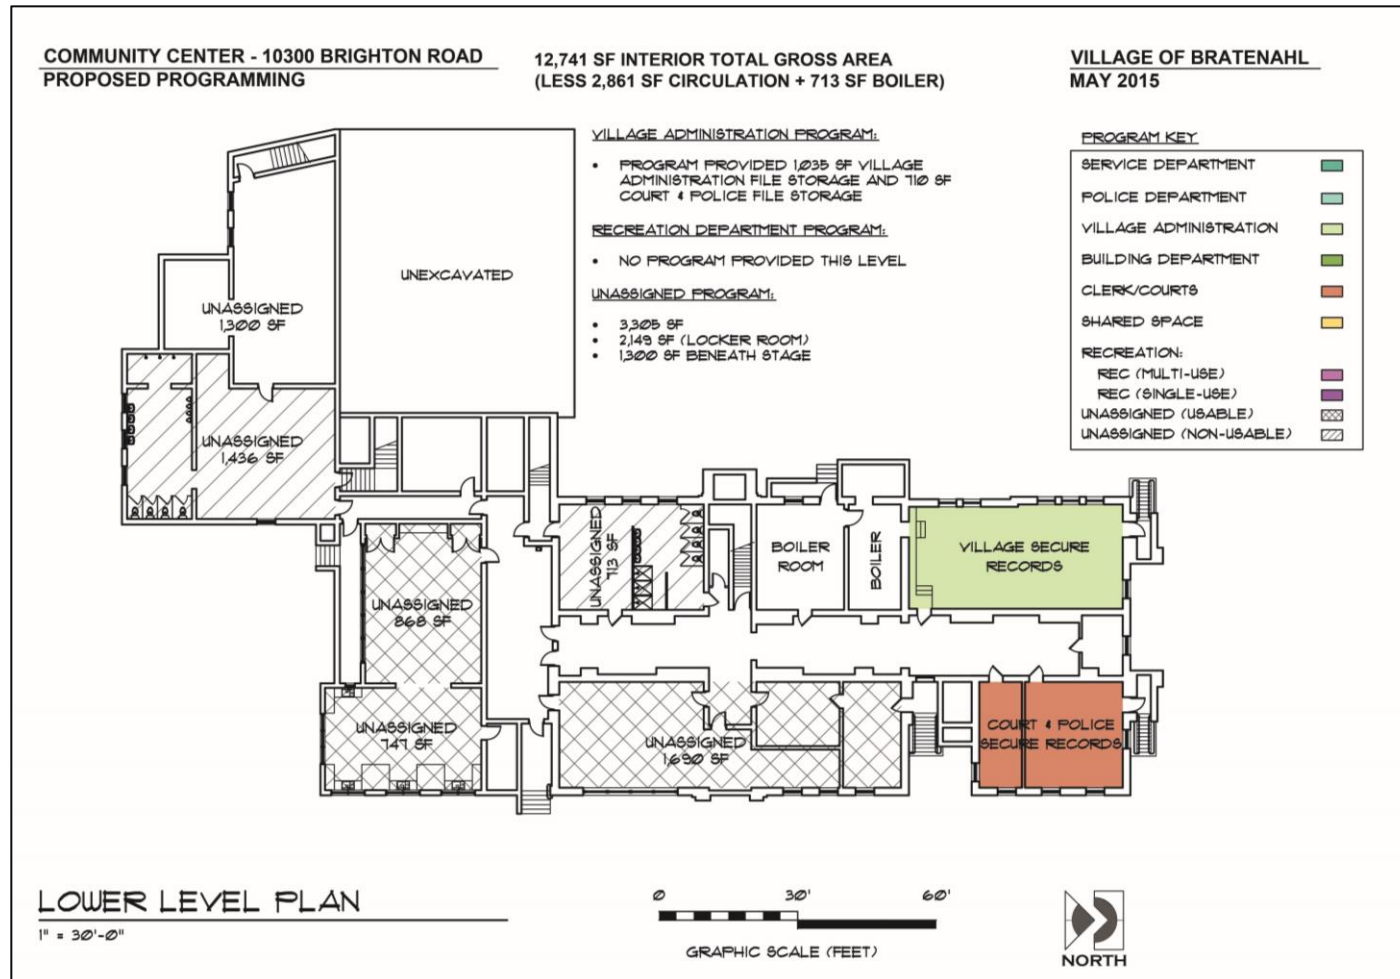 COMMUNITY CENTER - 10300 BRIGHTON ROAD
PROPOSED PROGRAMMING
12,741 SF INTERIOR TOTAL GROSS AREA
(LESS 2,861 SF CIRCULATION + 713 SF BOILER)
VILLAGE OF BRATENAHL
MAY 2015
VILLAGE ADMINISTRATION PROGRAM:
• PROGRAM PROVIDED 1,035 SF VILLAGE
ADMINISTRATION FILE STORAGE AND 710 SF
COURT & POLICE FILE STORAGE
RECREATION DEPARTMENT PROGRAM:
• NO PROGRAM PROVIDED THIS LEVEL
UNASSIGNED PROGRAM:
• 3,305 SF
• 2,149 SF (LOCKER ROOM)
• 1,300 SF BENEATH STAGE
PROGRAM KEY
SERVICE DEPARTMENT
POLICE DEPARTMENT
VILLAGE ADMINISTRATION
BUILDING DEPARTMENT
CLERK/COURTS
SHARED SPACE
RECREATION:
REC (MULTI-USE)
REC (SINGLE-USE)
UNASSIGNED (USABLE)
UNASSIGNED (NON-USABLE)
UNEXCAVATED
UNASSIGNED
1,300 SF
UNASSIGNED
1,436 SF
UNASSIGNED
713 SF
BOILER
ROOM
BOILER
VILLAGE SECURE
RECORDS
UNASSIGNED
868 SF
UNASSIGNED
747 SF
UNASSIGNED
1,690 SF
COURT & POLICE
SECURE RECORDS
LOWER LEVEL PLAN
1" = 30'-0"
0 30' 60'
GRAPHIC SCALE (FEET)
NORTH